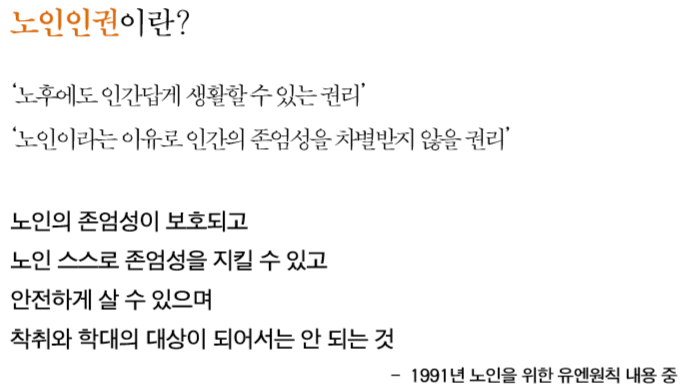 노인인권이란?
‘노후에도 인간답게 생활할 수 있는 권리’
‘노인이라는 이유로 인간의 존엄성을 차별받지 않을 권리’
노인의 존엄성이 보호되고
노인 스스로 존엄성을 지킬 수 있고
안전하게 살 수 있으며
착취와 학대의 대상이 되어서는 안 되는 것
- 1991년 노인을 위한 유엔원칙 내용 중